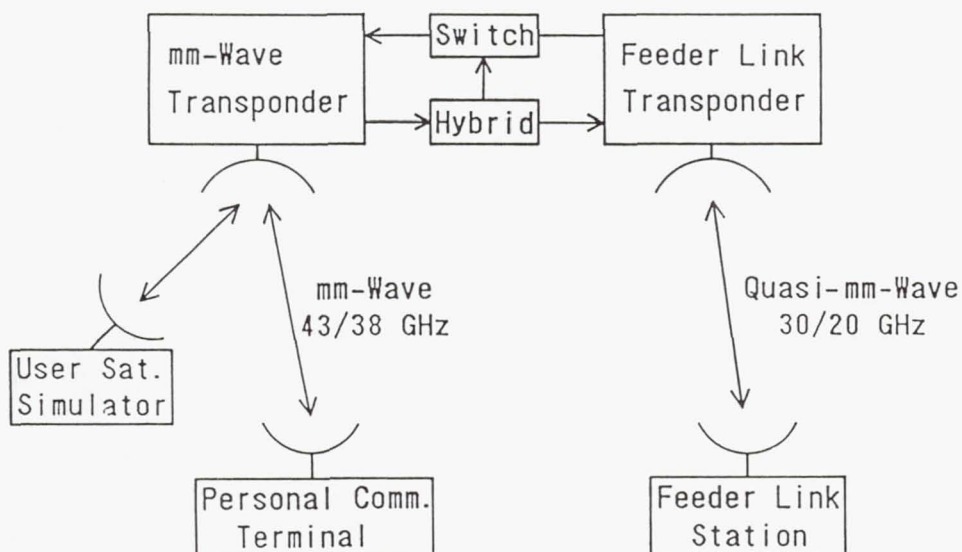 Switch
mm-Wave
Transponder
Feeder Link
Transponder
Hybrid
mm-Wave
43/38 GHz
Quasi-mm-Wave
30/20 GHz
User Sat.
Simulator
Personal Comm.
Terminal
Feeder Link
Station